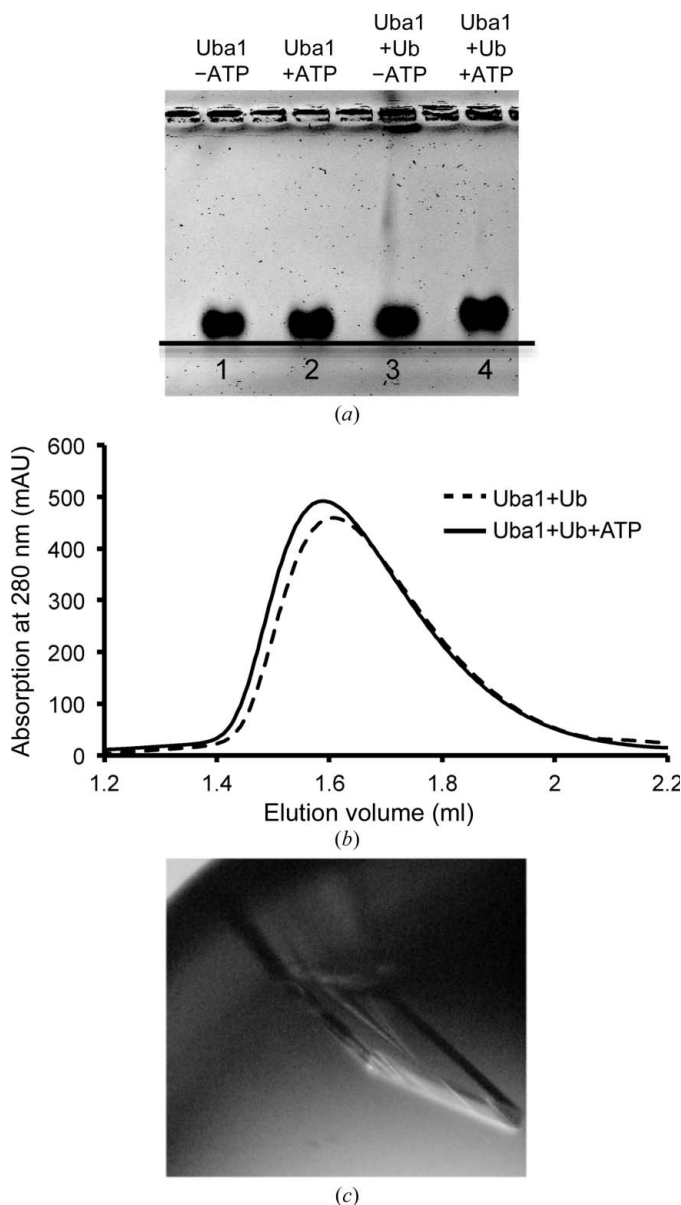 Uba1 −ATP
Uba1 +ATP
Uba1 +Ub −ATP
Uba1 +Ub +ATP
1 2 3 4
(a)
600
500
400
300
200
100
0
Absorption at 280 nm (mAU)
Uba1+Ub
Uba1+Ub+ATP
1.2 1.4 1.6 1.8 2 2.2
Elution volume (ml)
(b)
(c)